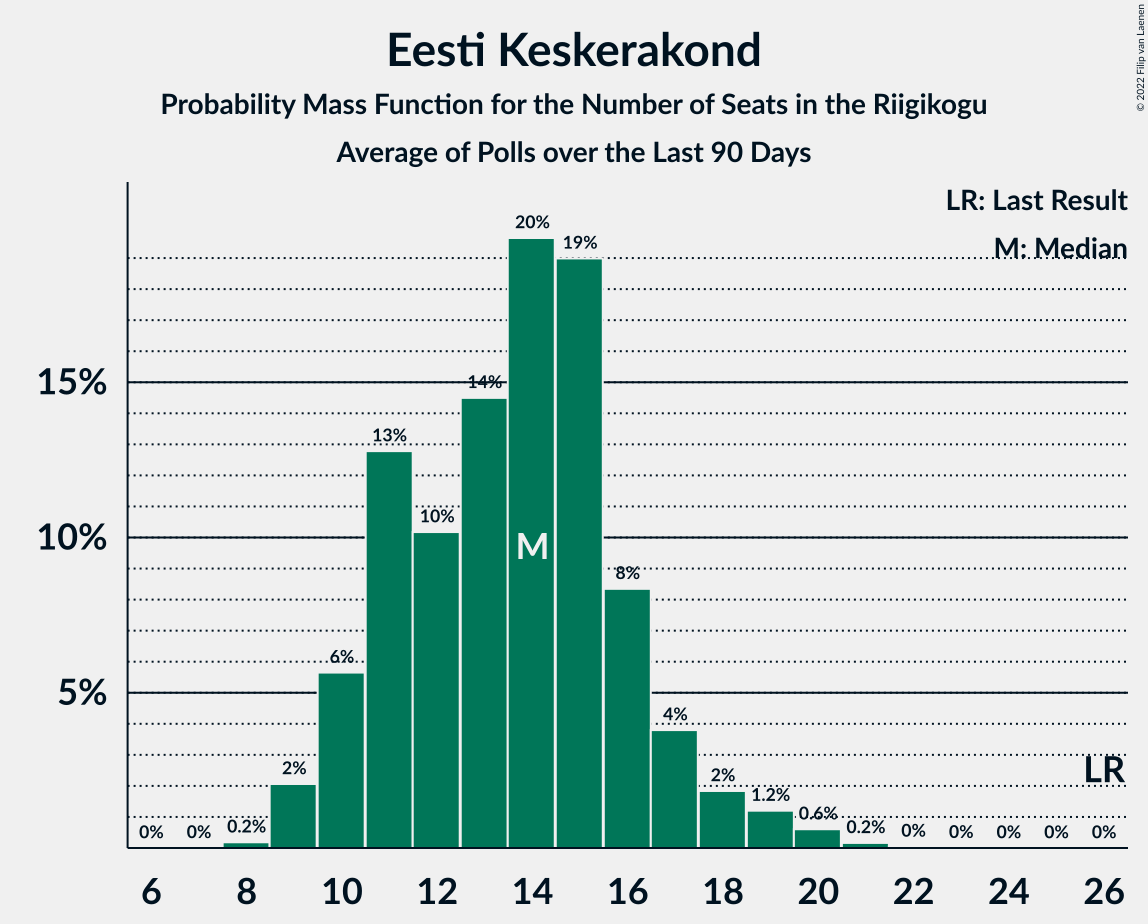 Eesti Keskerakond
Probability Mass Function for the Number of Seats in the Riigikogu
Average of Polls over the Last 90 Days
© 2022 Filip van Laenen
LR: Last Result
M: Median
20%
19%
15%
14%
13%
10%
10%
M
8%
6%
5%
4%
2%
2%
1.2%
LR
0.6%
0% 0% 0.2% 0.2% 0% 0% 0% 0% 0%
6 8 10 12 14 16 18 20 22 24 26